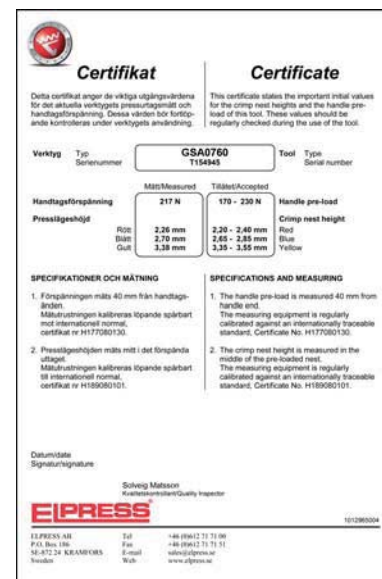 Certifikat
Detta certifikat anger de viktiga utgångsvärdena
för det aktuella verktygets pressurtagsmått och
handtagsförspänning. Dessa värden bör fortlöp-
ande kontrolleras under verktygets användning.
Certificate
This certificate states the important initial values
for the crimp nest heights and the handle pre-
load of this tool. These values should be
regularly checked during the use of the tool.
Verktyg Typ GSA0760 Tool Type
Serienummer T154945 Serial number
Mätt/Measured Tillåtet/Accepted
Handtagsförspänning 217 N 170 - 230 N Handle pre-load
Presslägeshöjd Crimp nest height
Rött 2,26 mm 2,20 - 2,40 mm Red
Blått 2,70 mm 2,65 - 2,85 mm Blue
Gult 3,38 mm 3,35 - 3,55 mm Yellow
SPECIFIKATIONER OCH MÄTNING
1. Förspänningen mäts 40 mm från handtags-
änden.
Mätutrustningen kalibreras löpande spårbart
mot internationell normal,
certifikat nr H177080130.
2. Presslägeshöjden mäts mitt i det förspända
uttaget.
Mätutrustningen kalibreras löpande spårbart
till internationell normal,
certifikat nr H189080101.
SPECIFICATIONS AND MEASURING
1. The handle pre-load is measured 40 mm from
handle end.
The measuring equipment is regularly
calibrated against an internationally traceable
standard, Certificate No. H177080130.
2. The crimp nest height is measured in the
middle of the pre-loaded nest.
The measuring equipment is regularly
calibrated against an internationally traceable
standard, Certificate No. H189080101.
Datum/date
Signatur/signature
Solveig Matsson
Kvalitetskontrollant/Quality Inspector
ELPRESS
1012965004
ELPRESS AB Tel +46 (0)612 71 71 00
P.O. Box 186 Fax +46 (0)612 71 71 51
SE-872 24 KRAMFORS E-mail sales@elpress.se
Sweden Web www.elpress.se